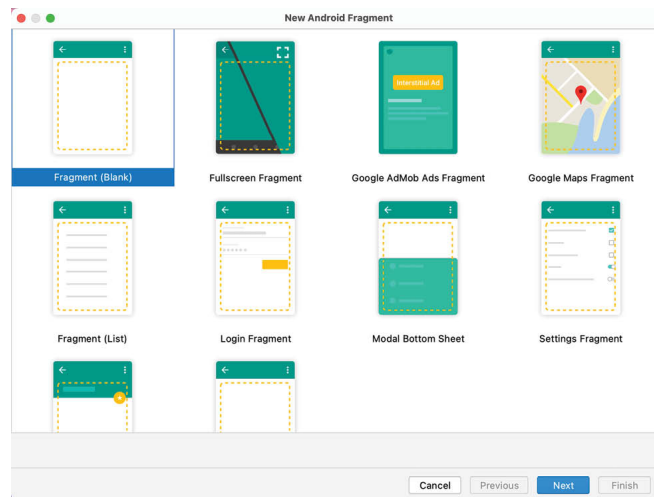 New Android Fragment
Interstitial Ad
Fragment (Blank)
Fullscreen Fragment
Google AdMob Ads Fragment
Google Maps Fragment
Fragment (List)
Login Fragment
Modal Bottom Sheet
Settings Fragment
Cancel
Previous
Next
Finish